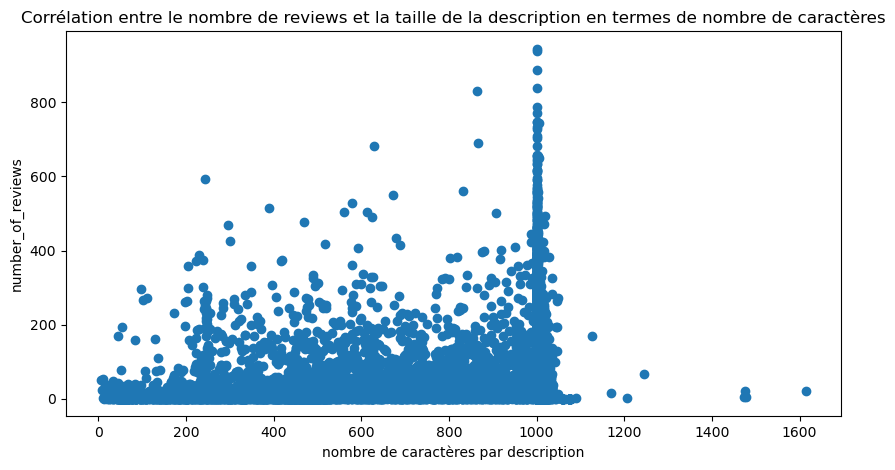 Corrélation entre le nombre de reviews et la taille de la description en termes de nombre de caractères
number_of_reviews
800
600
400
200
0
0 200 400 600 800 1000 1200 1400 1600
nombre de caractères par description